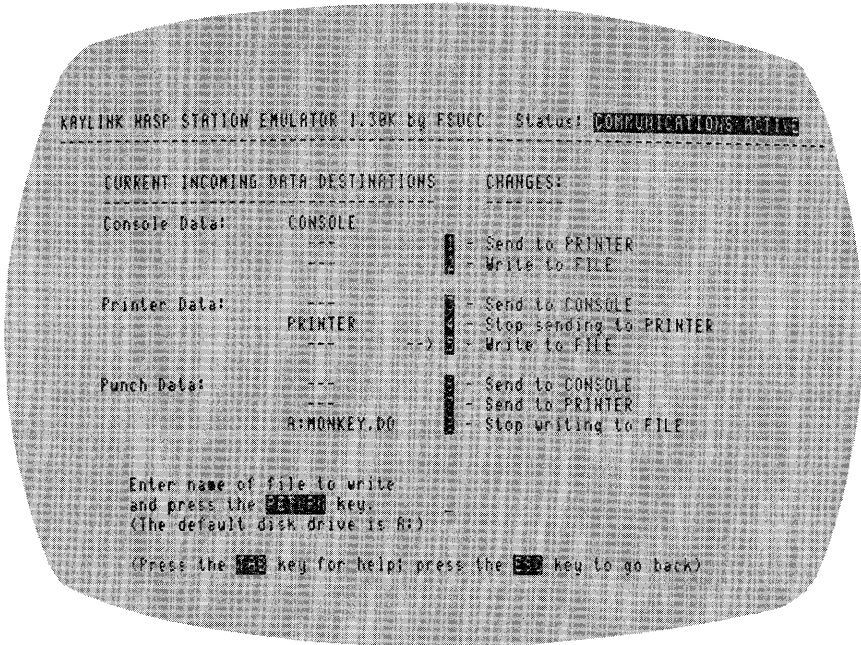 KAYLINK HASP STATION EMULATOR 1.30K by FSUCC Status: COMMUNICATIONS ACTIVE
CURRENT INCOMING DATA DESTINATIONS CHANGES:
Console Data: CONSOLE
--- - Send to PRINTER
--- - Write to FILE
Printer Data: --- - Send to CONSOLE
PRINTER - Stop sending to PRINTER
--- --> - Write to FILE
Punch Data: --- - Send to CONSOLE
--- - Send to PRINTER
A:MONKEY.DO - Stop writing to FILE
Enter name of file to write
and press the RETURN key. _
(The default disk drive is A:)
(Press the TAB key for help; press the ESC key to go back)